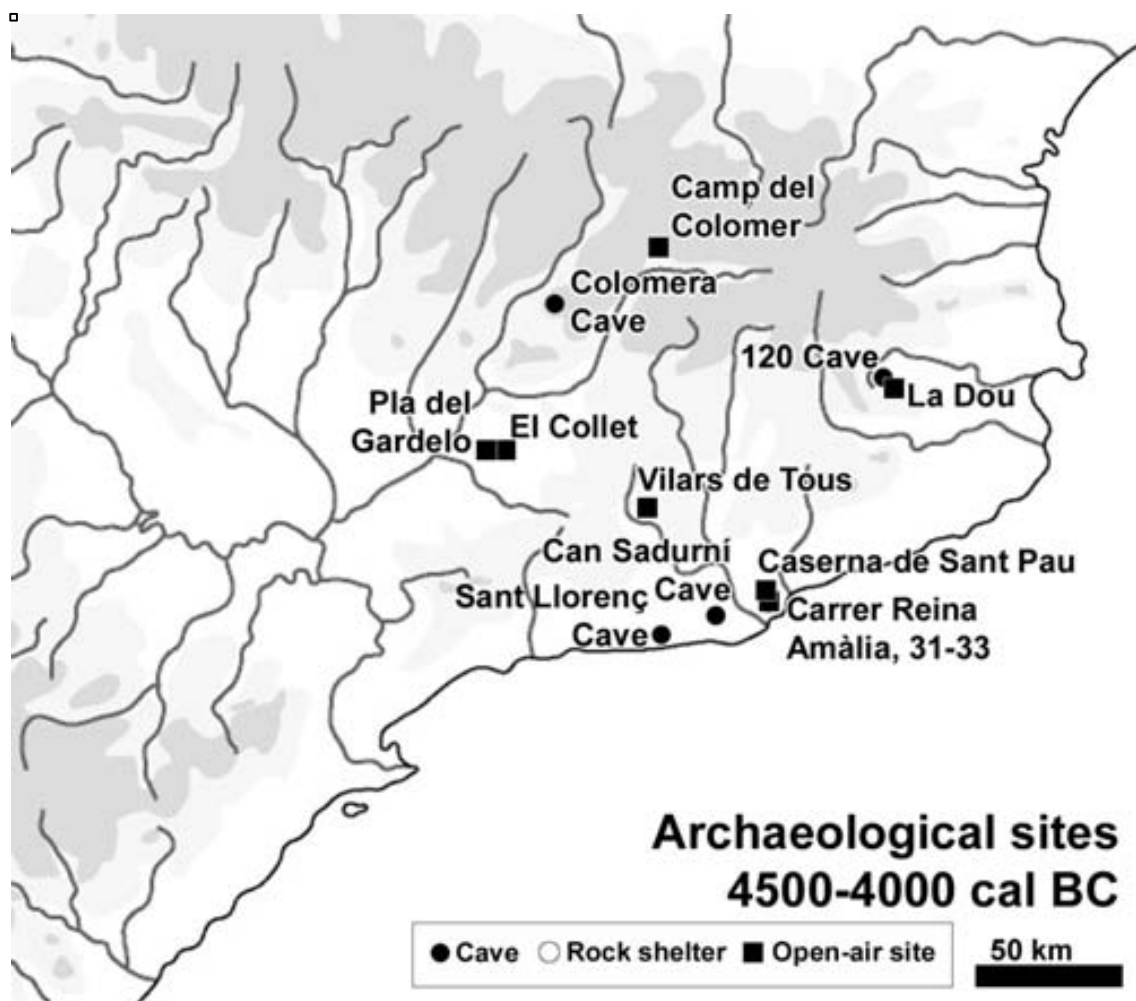 Camp del
Colomer
Colomera
Cave
120 Cave
La Dou
Pla del
Gardelo
El Collet
Vilars de Tous
Can Sadurní
Cave
Caserna de Sant Pau
Sant Llorenç
Cave
Carrer Reina
Amàlia, 31-33
Archaeological sites
4500-4000 cal BC
Cave
Rock shelter
Open-air site
50 km